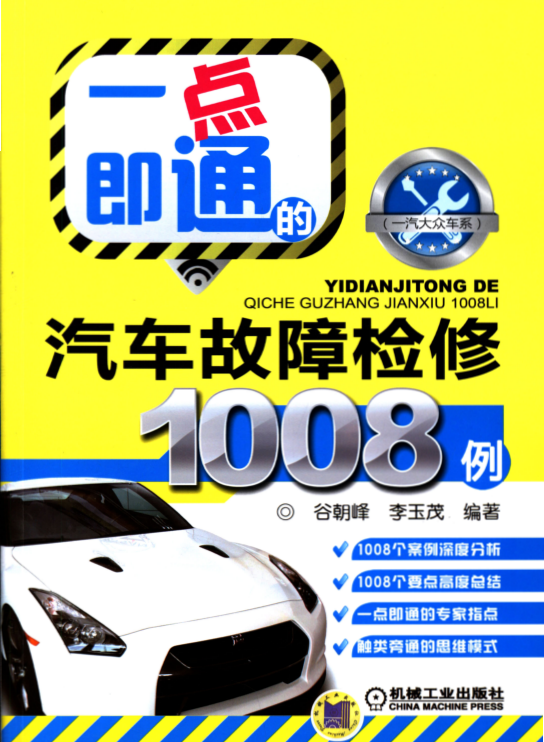 一点
即通的
（一汽大众车系）
YIDIANJITONG DE
QICHE GUZHANG JIANXIU 1008LI
汽车故障检修
1008例
◎ 谷朝峰 李玉茂 编著
1008个案例深度分析
1008个要点高度总结
一点即通的专家指点
触类旁通的思维模式
机械工业出版社
CHINA MACHINE PRESS